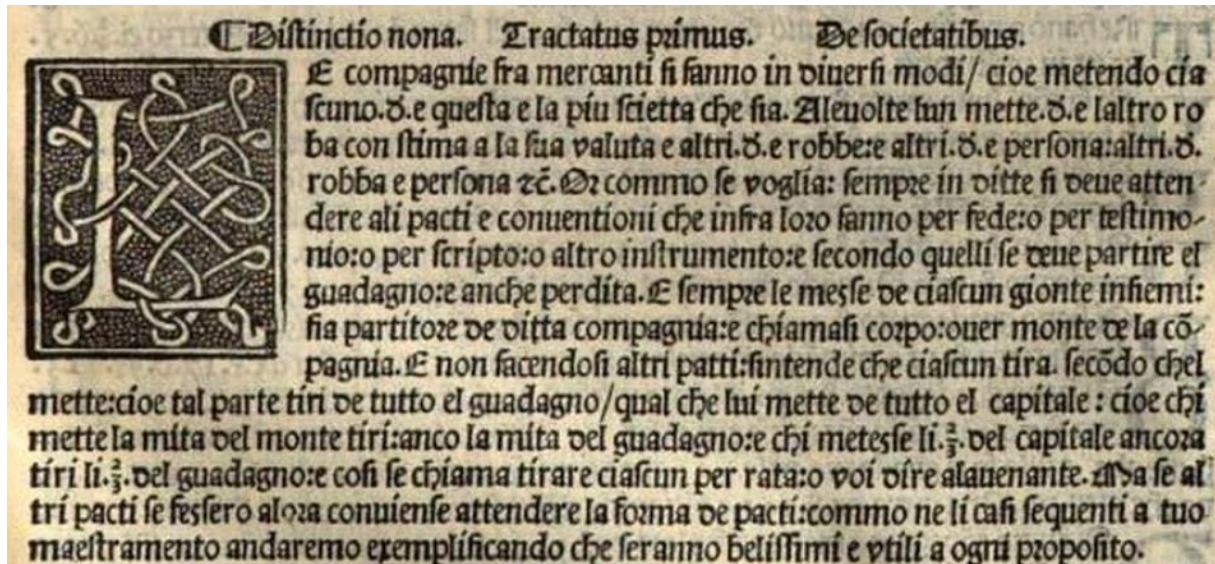 ¶ Distinctio nona. Tractatus primus. De societatibus.
LE compagnie fra mercanti si fanno in diuersi modi/ cioe metendo cia
scuno.đ.e questa e la piu scietta che sia. Aleuolte lun mette.đ.e laltro ro
ba con stima a la sua valuta e altri.đ.e robbe:e altri.đ.e persona:altri.đ.
robba e persona ⁊c̄. Or commo se voglia: sempre in ditte si deue atten-
dere ali pacti e conuentioni che infra loro fanno per fede:o per testimo-
nio:o per scripto:o altro instrumento:e secondo quelli se deue partire el
guadagno:e anche perdita. E sempre le messe de ciascun gionte insiemi:
sia partitore de ditta compagnia:e chiamasi corpo:ouer monte de la cō-
pagnia. E non facendosi altri patti:sintende che ciascun tira. secōdo chel
mette:cioe tal parte tiri de tutto el guadagno/qual che lui mette de tutto el capitale : cioe chi
mette la mita del monte tiri:anco la mita del guadagno:e chi metesse li.⅔.del capitale ancora
tiri li.⅔.del guadagno:e cosi se chiama tirare ciascun per rata:o voi dire alauenante. Ma se al
tri pacti se fessero alora conuiense attendere la forma de pacti:commo ne li casi sequenti a tuo
maestramento andaremo exemplificando che seranno belissimi e vtili a ogni proposito.